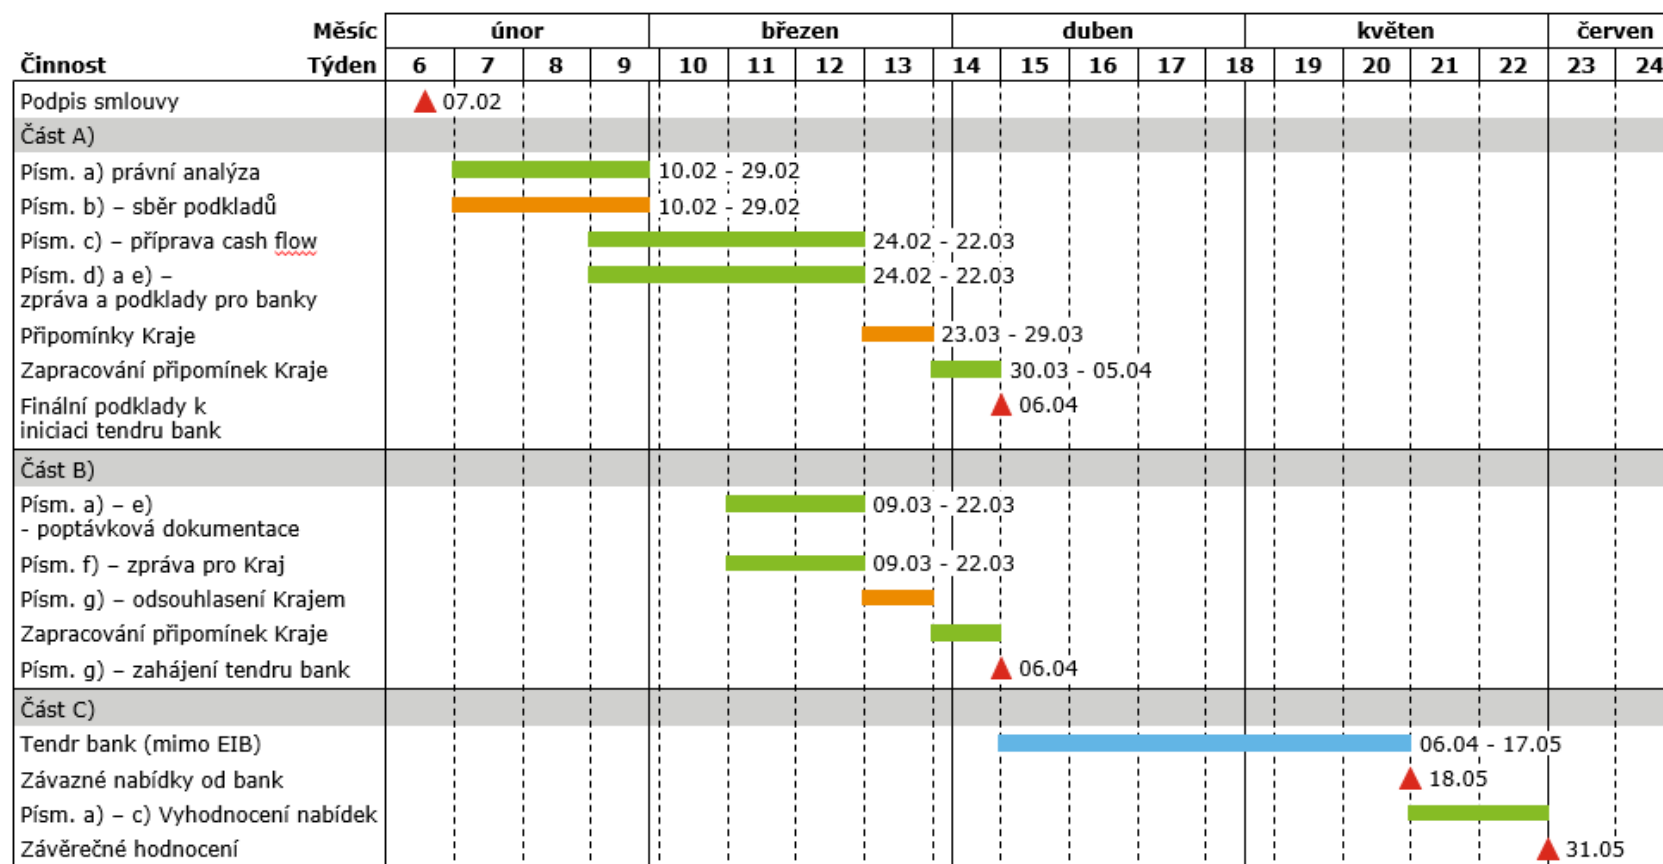 Měsíc únor březen duben květen červen
Činnost Týden 6 7 8 9 10 11 12 13 14 15 16 17 18 19 20 21 22 23 24
Podpis smlouvy 07.02
Část A)
Písm. a) právní analýza 10.02 - 29.02
Písm. b) – sběr podkladů 10.02 - 29.02
Písm. c) – příprava cash flow 24.02 - 22.03
Písm. d) a e) – 24.02 - 22.03
zpráva a podklady pro banky
Připomínky Kraje 23.03 - 29.03
Zapracování připomínek Kraje 30.03 - 05.04
Finální podklady k 06.04
iniciaci tendru bank
Část B)
Písm. a) – e) 09.03 - 22.03
- poptávková dokumentace
Písm. f) – zpráva pro Kraj 09.03 - 22.03
Písm. g) – odsouhlasení Krajem
Zapracování připomínek Kraje
Písm. g) – zahájení tendru bank 06.04
Část C)
Tendr bank (mimo EIB) 06.04 - 17.05
Závazné nabídky od bank 18.05
Písm. a) – c) Vyhodnocení nabídek
Závěrečné hodnocení 31.05